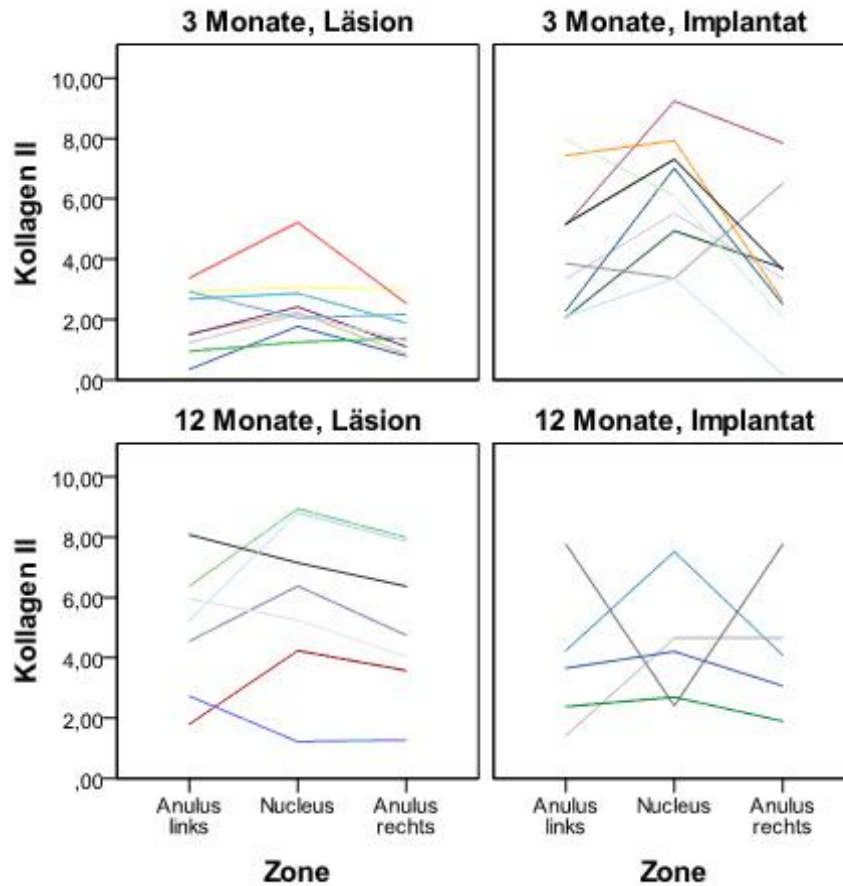 3 Monate, Läsion
3 Monate, Implantat
Kollagen II
10,00
8,00
6,00
4,00
2,00
,00
12 Monate, Läsion
12 Monate, Implantat
Kollagen II
10,00
8,00
6,00
4,00
2,00
,00
Anulus
links
Nucleus
Anulus
rechts
Anulus
links
Nucleus
Anulus
rechts
Zone
Zone